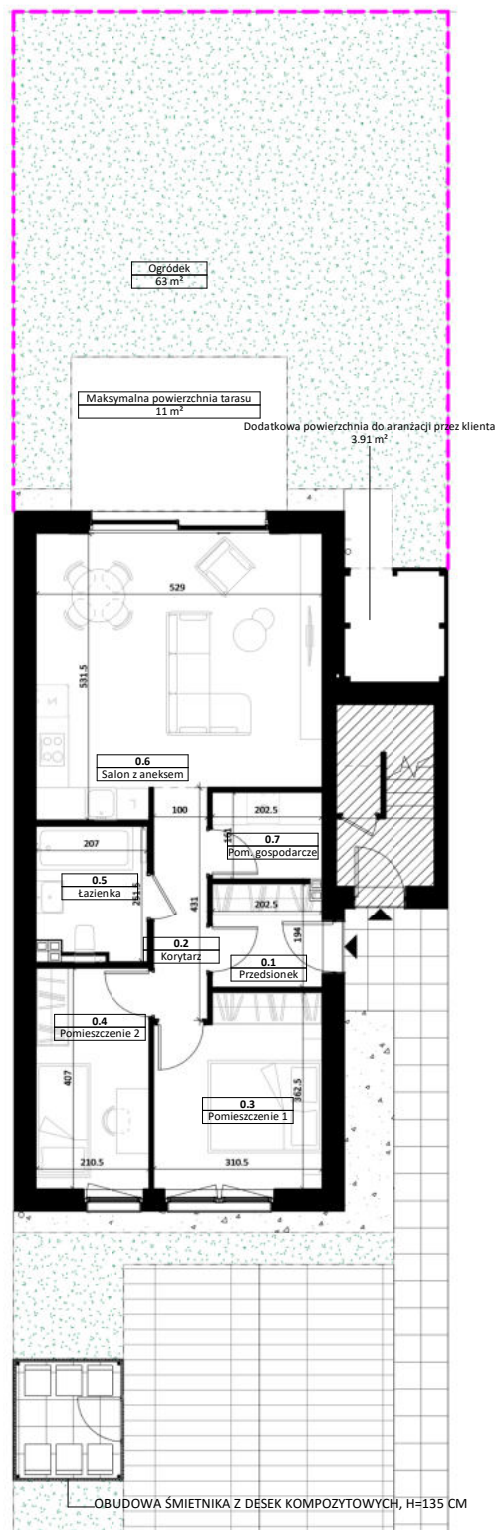 Ogródek
63 m²
Maksymalna powierzchnia tarasu
11 m²
Dodatkowa powierzchnia do aranżacji przez klienta
3.91 m²
529
531.5
0.6
Salon z aneksem
100
202.5
161
0.7
Pom. gospodarcze
207
0.5
Łazienka
251.5
431
202.5
194
0.2
Korytarz
0.1
Przedsionek
0.4
Pomieszczenie 2
407
362.5
0.3
Pomieszczenie 1
210.5
310.5
OBUDOWA ŚMIETNIKA Z DESEK KOMPOZYTOWYCH, H=135 CM